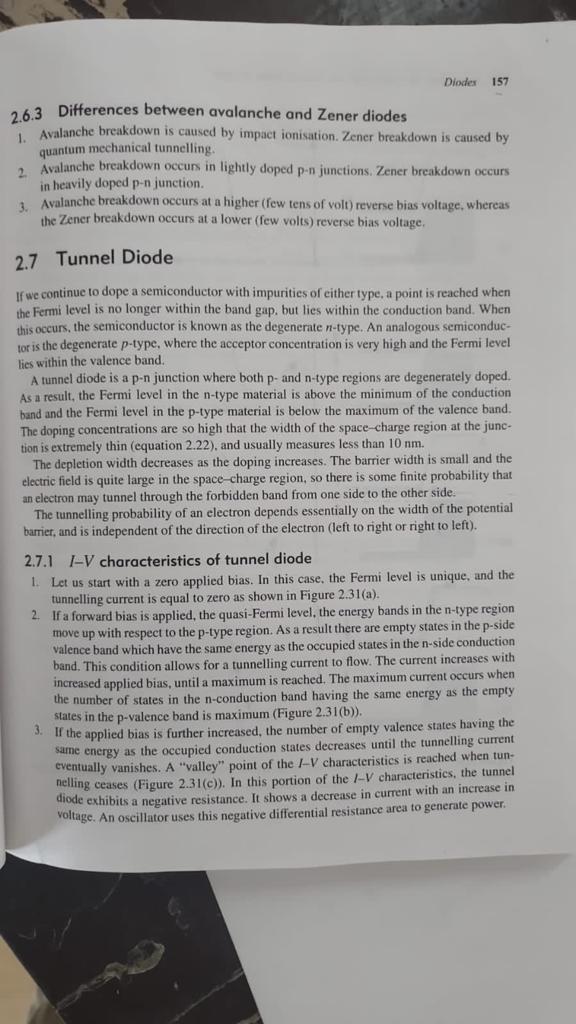 Diodes 157
2.6.3 Differences between avalanche and Zener diodes
1. Avalanche breakdown is caused by impact ionisation. Zener breakdown is caused by
quantum mechanical tunnelling.
2. Avalanche breakdown occurs in lightly doped p-n junctions. Zener breakdown occurs
in heavily doped p-n junction.
3. Avalanche breakdown occurs at a higher (few tens of volt) reverse bias voltage, whereas
the Zener breakdown occurs at a lower (few volts) reverse bias voltage.
2.7 Tunnel Diode
If we continue to dope a semiconductor with impurities of either type, a point is reached when
the Fermi level is no longer within the band gap, but lies within the conduction band. When
this occurs, the semiconductor is known as the degenerate n-type. An analogous semiconduc-
tor is the degenerate p-type, where the acceptor concentration is very high and the Fermi level
lies within the valence band.
A tunnel diode is a p-n junction where both p- and n-type regions are degenerately doped.
As a result, the Fermi level in the n-type material is above the minimum of the conduction
band and the Fermi level in the p-type material is below the maximum of the valence band.
The doping concentrations are so high that the width of the space–charge region at the junc-
tion is extremely thin (equation 2.22), and usually measures less than 10 nm.
The depletion width decreases as the doping increases. The barrier width is small and the
electric field is quite large in the space–charge region, so there is some finite probability that
an electron may tunnel through the forbidden band from one side to the other side.
The tunnelling probability of an electron depends essentially on the width of the potential
barrier, and is independent of the direction of the electron (left to right or right to left).
2.7.1 I–V characteristics of tunnel diode
1. Let us start with a zero applied bias. In this case, the Fermi level is unique, and the
tunnelling current is equal to zero as shown in Figure 2.31(a).
2. If a forward bias is applied, the quasi-Fermi level, the energy bands in the n-type region
move up with respect to the p-type region. As a result there are empty states in the p-side
valence band which have the same energy as the occupied states in the n-side conduction
band. This condition allows for a tunnelling current to flow. The current increases with
increased applied bias, until a maximum is reached. The maximum current occurs when
the number of states in the n-conduction band having the same energy as the empty
states in the p-valence band is maximum (Figure 2.31(b)).
3. If the applied bias is further increased, the number of empty valence states having the
same energy as the occupied conduction states decreases until the tunnelling current
eventually vanishes. A “valley” point of the I–V characteristics is reached when tun-
nelling ceases (Figure 2.31(c)). In this portion of the I–V characteristics, the tunnel
diode exhibits a negative resistance. It shows a decrease in current with an increase in
voltage. An oscillator uses this negative differential resistance area to generate power.